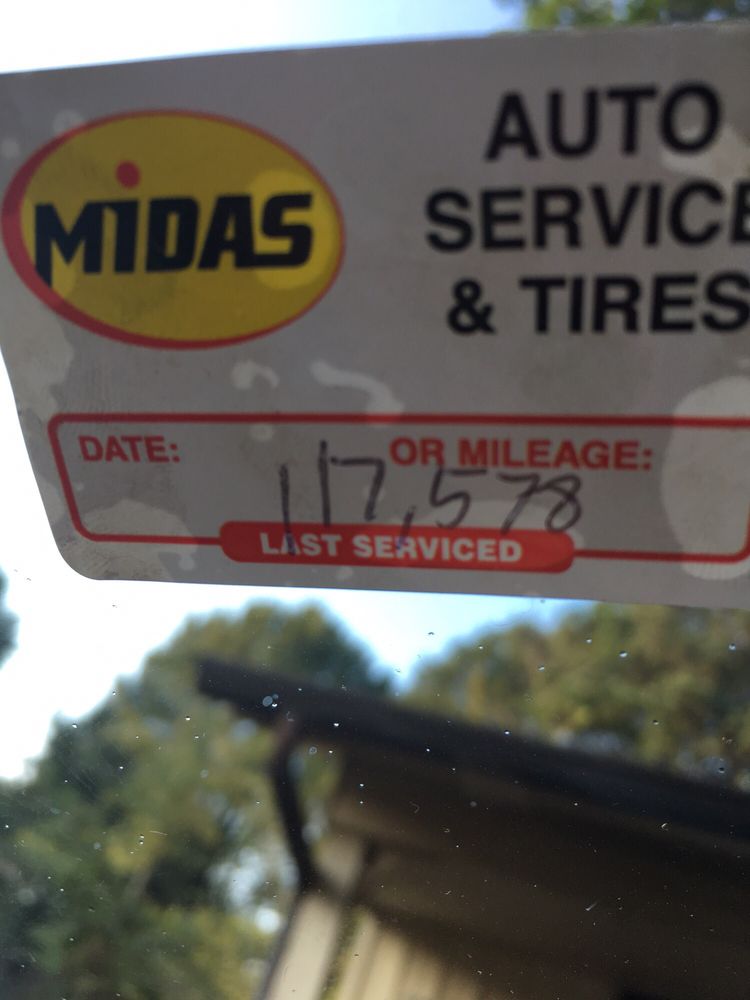 MIDAS
AUTO
SERVICE
& TIRES
DATE: OR MILEAGE:
117,578
LAST SERVICED